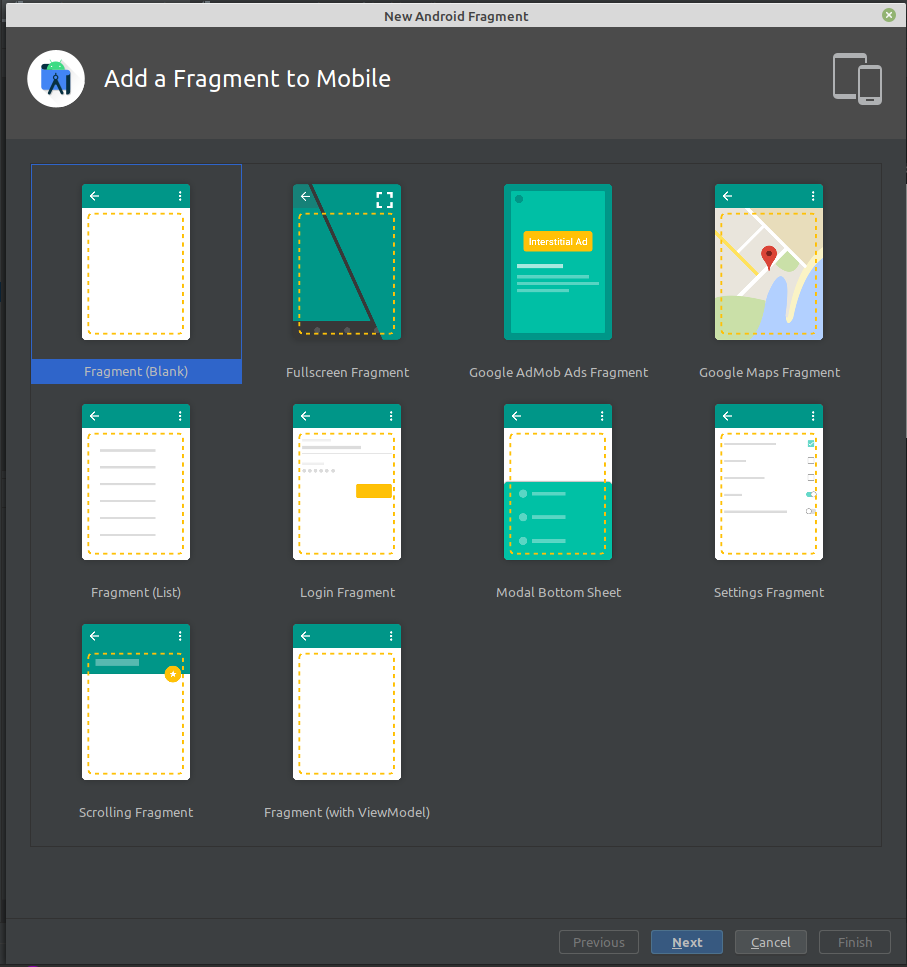 New Android Fragment
Add a Fragment to Mobile
Interstitial Ad
Fragment (Blank)
Fullscreen Fragment
Google AdMob Ads Fragment
Google Maps Fragment
Fragment (List)
Login Fragment
Modal Bottom Sheet
Settings Fragment
Scrolling Fragment
Fragment (with ViewModel)
Previous
Next
Cancel
Finish